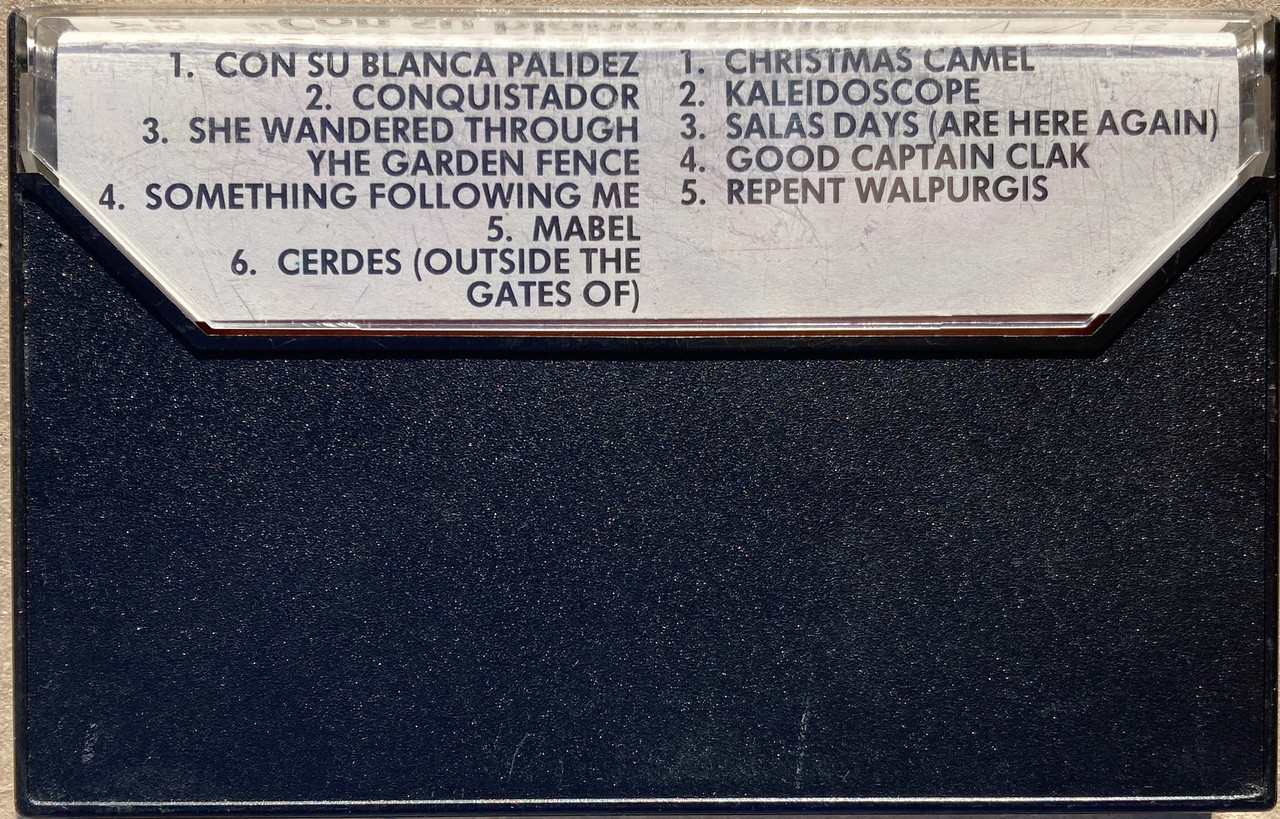 1. CON SU BLANCA PALIDEZ
2. CONQUISTADOR
3. SHE WANDERED THROUGH
YHE GARDEN FENCE
4. SOMETHING FOLLOWING ME
5. MABEL
6. CERDES (OUTSIDE THE
GATES OF)
1. CHRISTMAS CAMEL
2. KALEIDOSCOPE
3. SALAS DAYS (ARE HERE AGAIN)
4. GOOD CAPTAIN CLAK
5. REPENT WALPURGIS